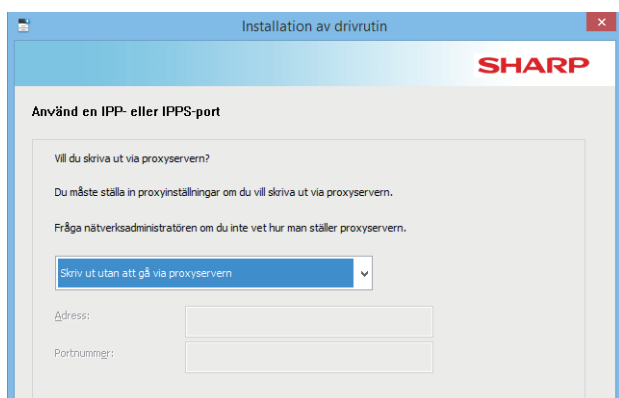 Installation av drivrutin
SHARP
Använd en IPP- eller IPPS-port
Vill du skriva ut via proxyservern?
Du måste ställa in proxyinställningar om du vill skriva ut via proxyservern.
Fråga nätverksadministratören om du inte vet hur man ställer proxyservern.
Skriv ut utan att gå via proxyservern
Adress:
Portnummer: